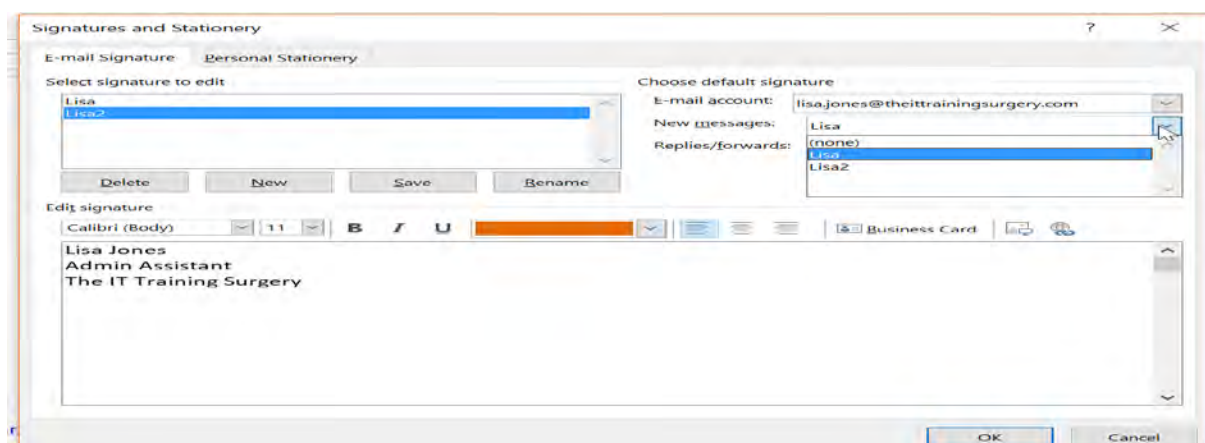 Signatures and Stationery ?
E-mail Signature Personal Stationery
Select signature to edit
Lisa
Lisa2
Delete New Save Rename
Choose default signature
E-mail account: lisa.jones@theittrainingsurgery.com
New messages: Lisa
Replies/forwards: (none)
Lisa
Lisa2
Edit signature
Calibri (Body) 11 B I U Business Card
Lisa Jones
Admin Assistant
The IT Training Surgery
OK Cancel